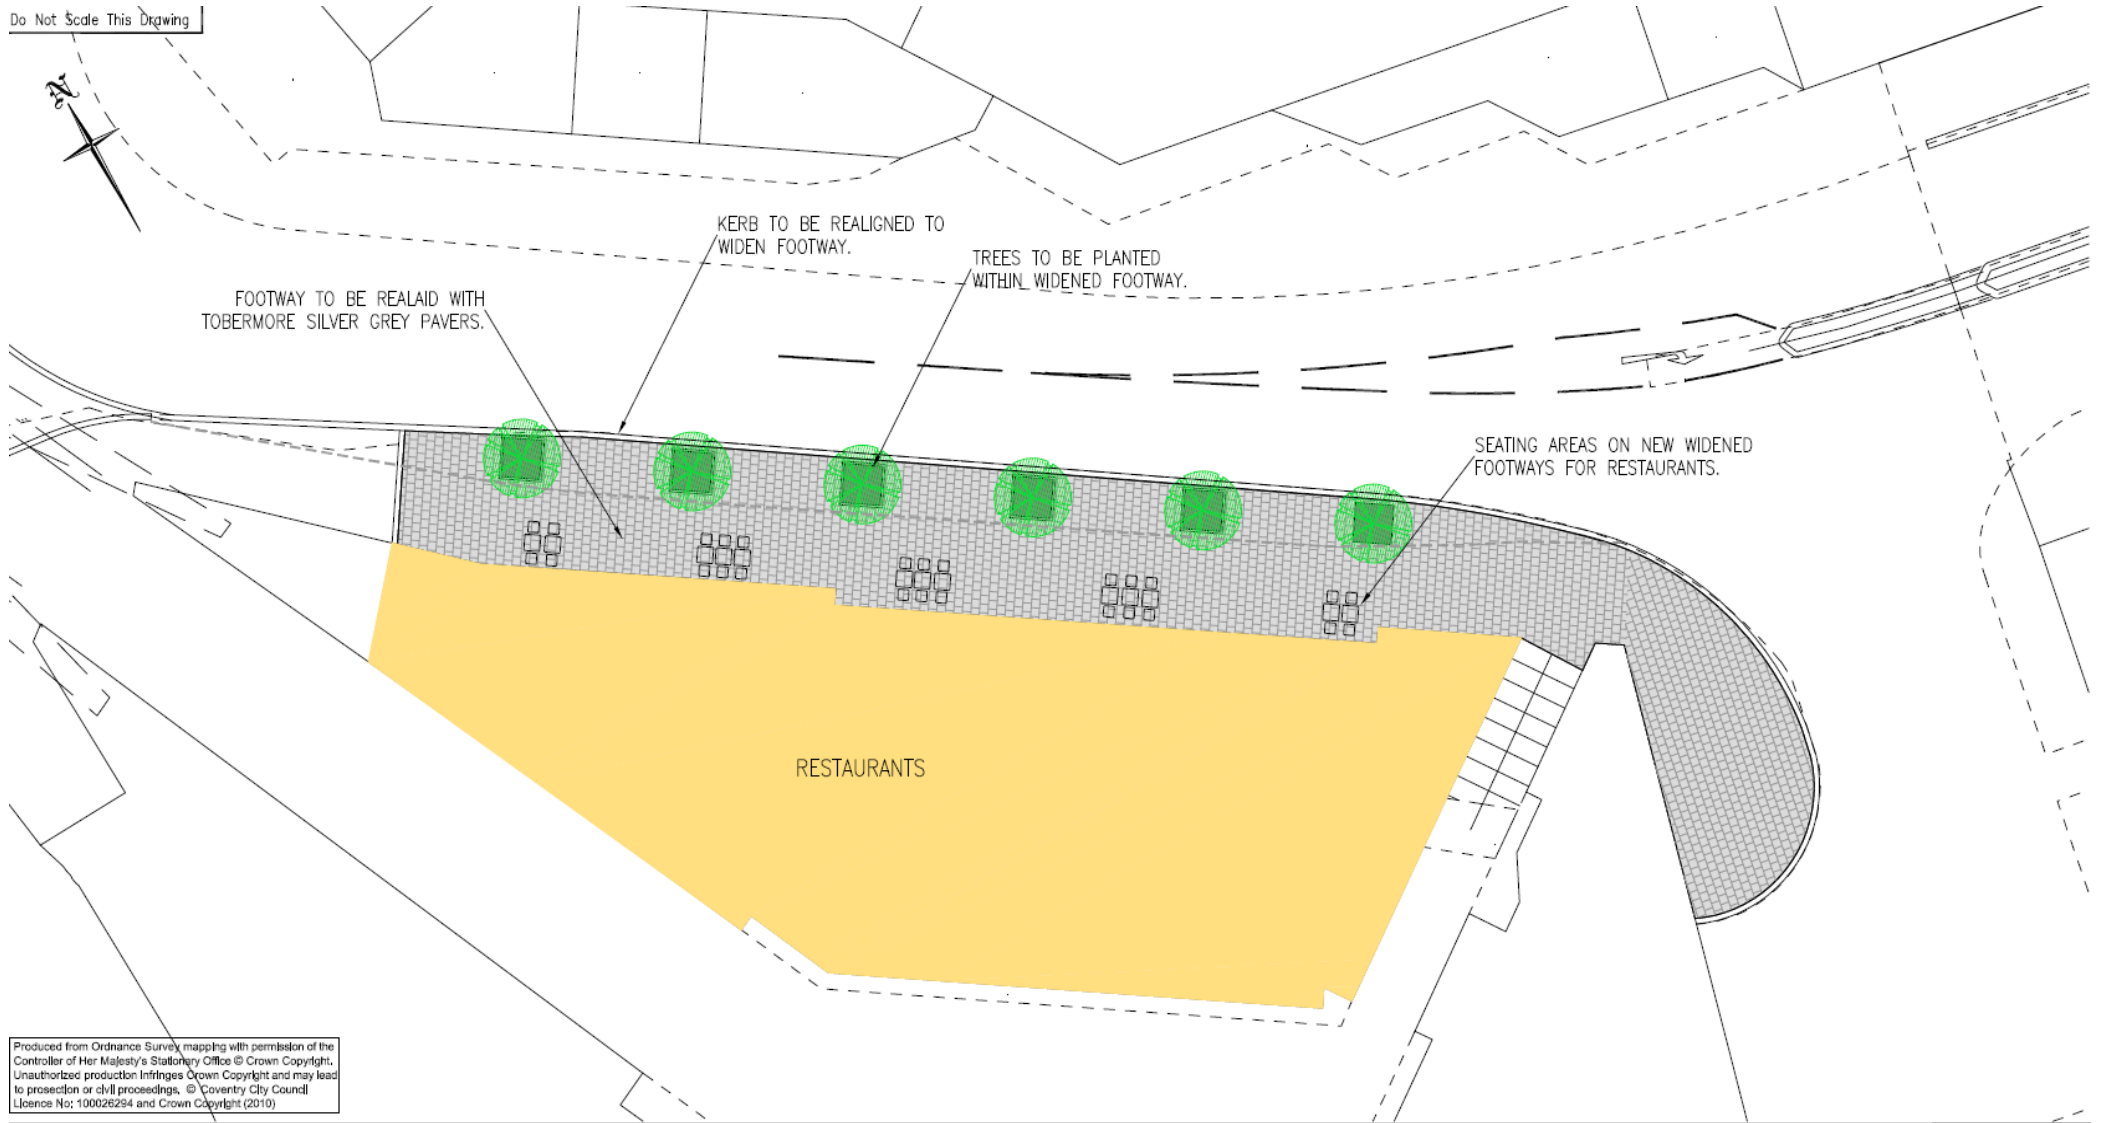 Do Not Scale This Drawing
N
KERB TO BE REALIGNED TO
WIDEN FOOTWAY.
TREES TO BE PLANTED
WITHIN WIDENED FOOTWAY.
FOOTWAY TO BE REALAID WITH
TOBERMORE SILVER GREY PAVERS.
SEATING AREAS ON NEW WIDENED
FOOTWAYS FOR RESTAURANTS.
RESTAURANTS
Produced from Ordnance Survey mapping with permission of the
Controller of Her Majesty's Stationary Office © Crown Copyright.
Unauthorized production Infringes Crown Copyright and may lead
to prosection or civil proceedings. © Coventry City Council
Licence No: 100026294 and Crown Copyright (2010)